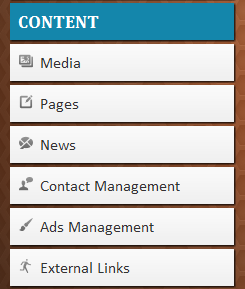 CONTENT
Media
Pages
News
Contact Management
Ads Management
External Links